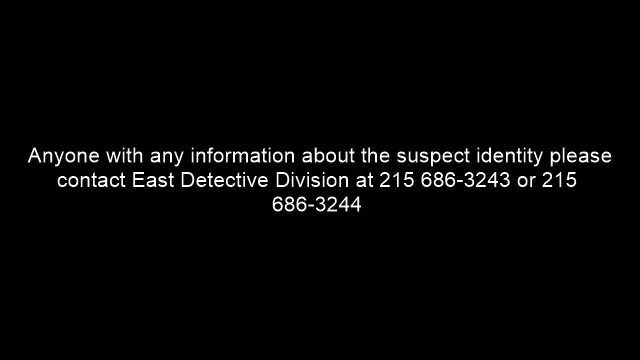 Anyone with any information about the suspect identity please
contact East Detective Division at 215 686-3243 or 215
686-3244